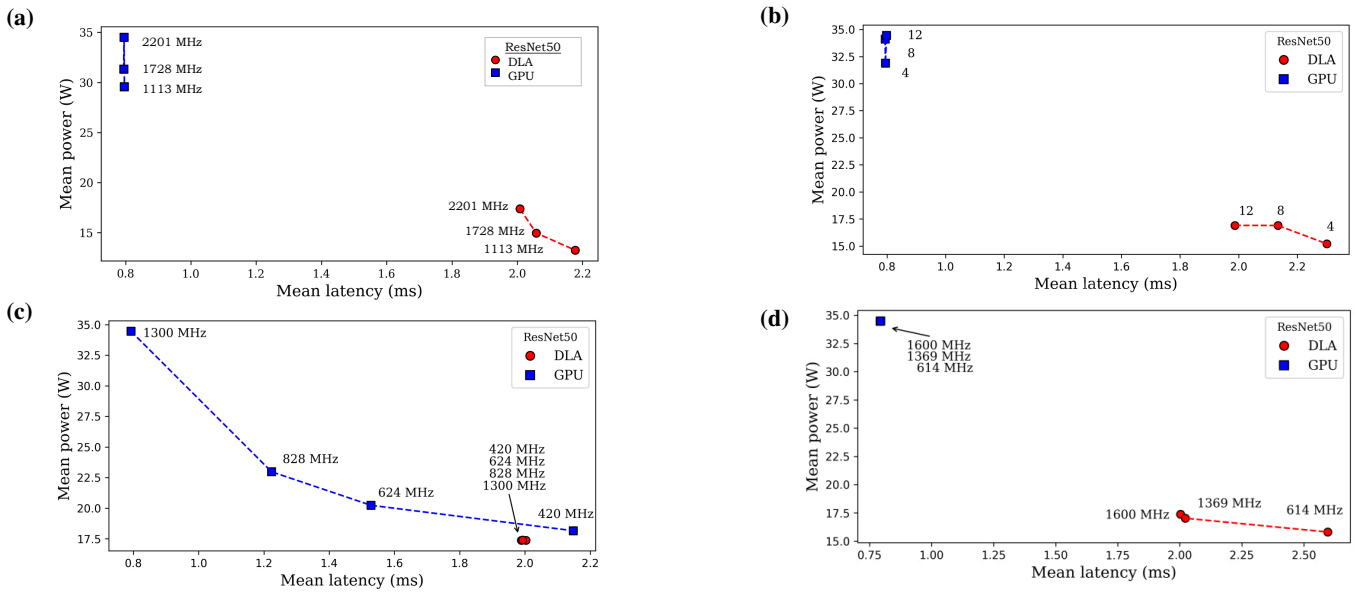 (a)
35
30
25
20
15
0.8 1.0 1.2 1.4 1.6 1.8 2.0 2.2
Mean power (W)
Mean latency (ms)
2201 MHz
1728 MHz
1113 MHz
ResNet50
DLA
GPU
2201 MHz
1728 MHz
1113 MHz
(b)
35.0
32.5
30.0
27.5
25.0
22.5
20.0
17.5
15.0
0.8 1.0 1.2 1.4 1.6 1.8 2.0 2.2
Mean power (W)
Mean latency (ms)
12
8
4
ResNet50
DLA
GPU
12 8 4
(c)
35.0
32.5
30.0
27.5
25.0
22.5
20.0
17.5
0.8 1.0 1.2 1.4 1.6 1.8 2.0 2.2
Mean power (W)
Mean latency (ms)
1300 MHz
828 MHz
624 MHz
420 MHz
ResNet50
DLA
GPU
420 MHz
624 MHz
828 MHz
1300 MHz
(d)
35.0
32.5
30.0
27.5
25.0
22.5
20.0
17.5
15.0
0.75 1.00 1.25 1.50 1.75 2.00 2.25 2.50
Mean power (W)
Mean latency (ms)
1600 MHz
1369 MHz
614 MHz
ResNet50
DLA
GPU
1600 MHz
1369 MHz
614 MHz